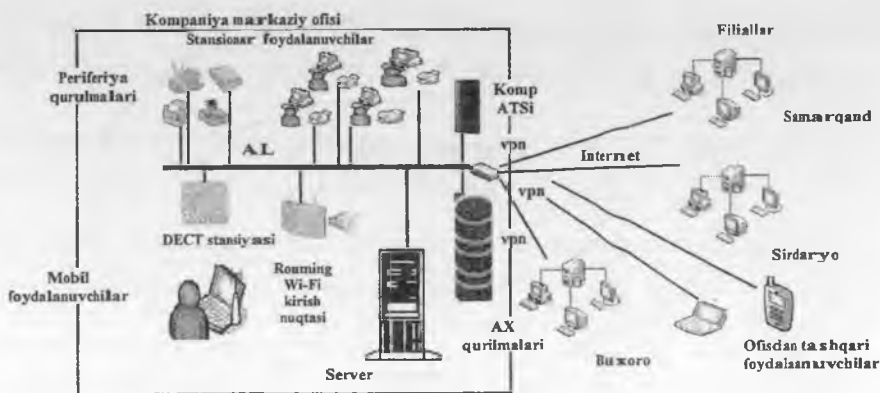 Kompaniya markaziy ofisi
Stansionar foydalanuvchilar
Filiallar
Periferiya
qurulmalari
Komp
ATSi
vpn
Samarqand
A L
Internet
vpn
DECT stansiyasi
vpn
Mobil
foydalanuvchilar
Rouming
Wi-Fi
kirish
nuqtasi
Sirdaryo
AX
qurilmalari
Server
Buxoro
Ofisdan tashqari
foydalanuvchilar